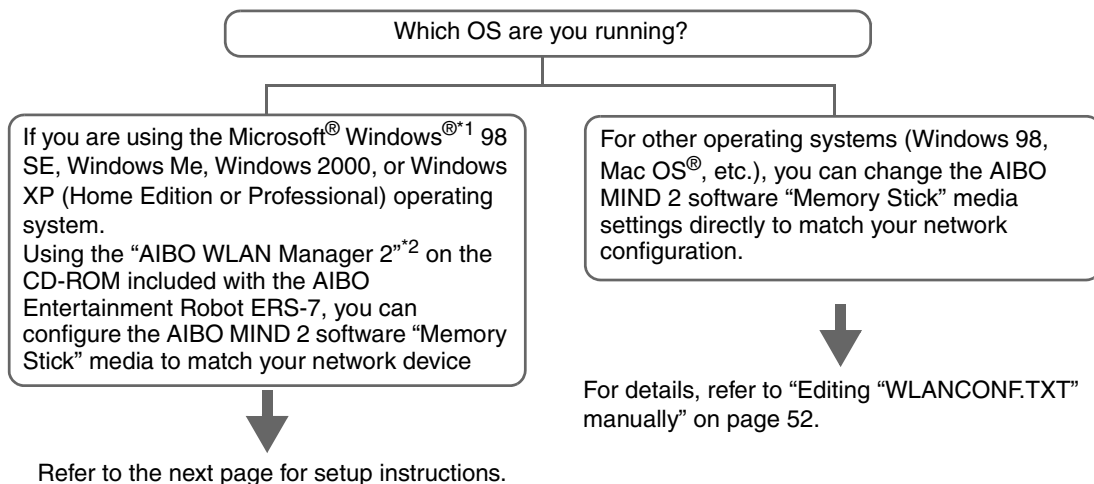 Which OS are you running?
If you are using the Microsoft® Windows®*1 98
SE, Windows Me, Windows 2000, or Windows
XP (Home Edition or Professional) operating
system.
Using the “AIBO WLAN Manager 2”*2 on the
CD-ROM included with the AIBO
Entertainment Robot ERS-7, you can
configure the AIBO MIND 2 software “Memory
Stick” media to match your network device
Refer to the next page for setup instructions.
For other operating systems (Windows 98,
Mac OS®, etc.), you can change the AIBO
MIND 2 software “Memory Stick” media
settings directly to match your network
configuration.
For details, refer to “Editing “WLANCONF.TXT”
manually” on page 52.